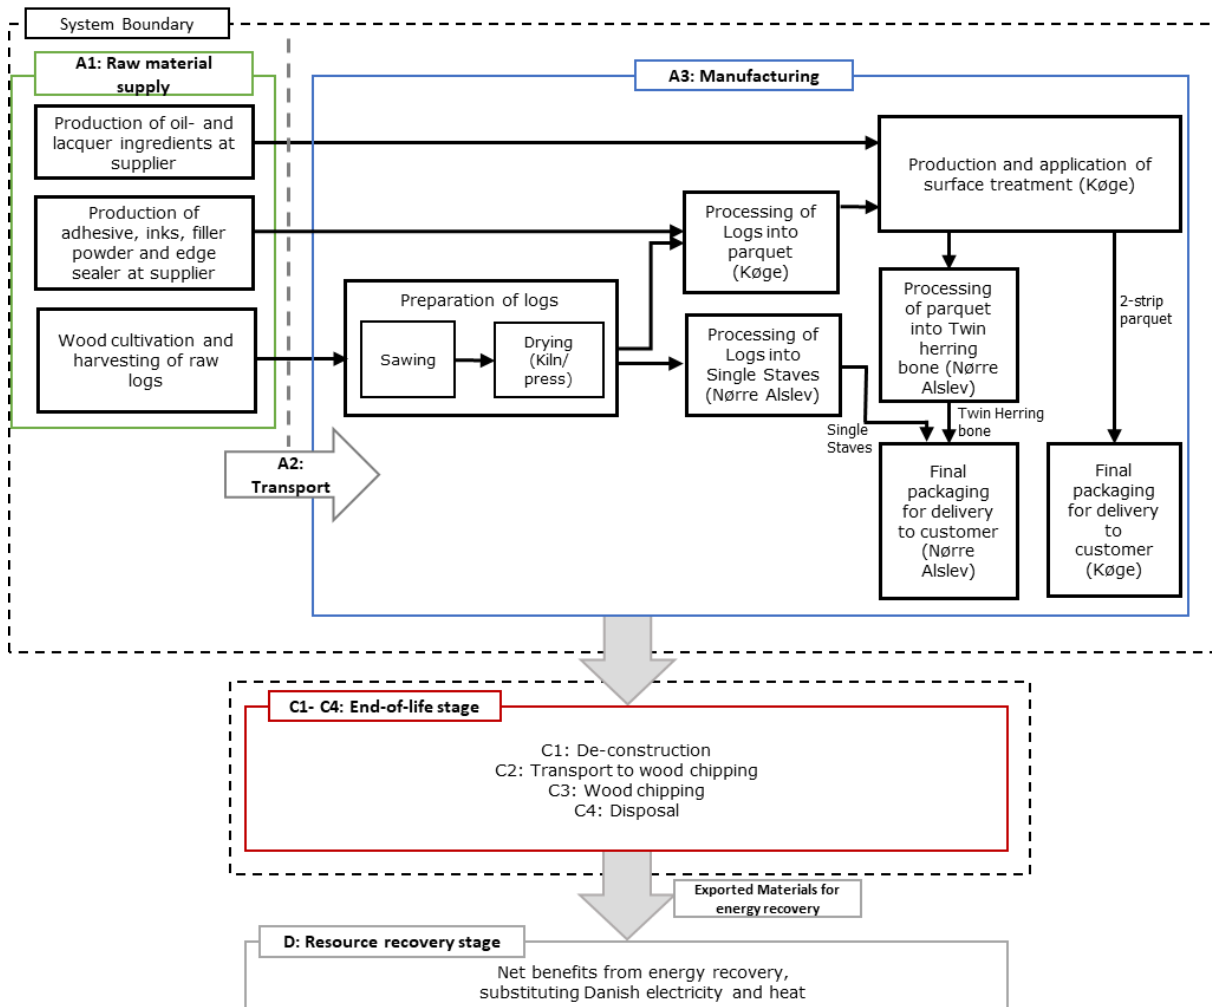 System Boundary
A1: Raw material
supply
A3: Manufacturing
Production of oil- and
lacquer ingredients at
supplier
Production and application of
surface treatment (Køge)
Production of
adhesive, inks, filler
powder and edge
sealer at supplier
Processing of
Logs into
parquet
(Køge)
Wood cultivation and
harvesting of raw
logs
Preparation of logs
Sawing
Drying
(Kiln/
press)
Processing of
Logs into
Single Staves
(Nørre Alslev)
Processing
of parquet
into Twin
herring
bone (Nørre
Alslev)
2-strip
parquet
Single
Staves
Twin Herring
bone
A2:
Transport
Final
packaging
for delivery
to customer
(Nørre
Alslev)
Final
packaging
for delivery
to
customer
(Køge)
C1- C4: End-of-life stage
C1: De-construction
C2: Transport to wood chipping
C3: Wood chipping
C4: Disposal
Exported Materials for
energy recovery
D: Resource recovery stage
Net benefits from energy recovery,
substituting Danish electricity and heat